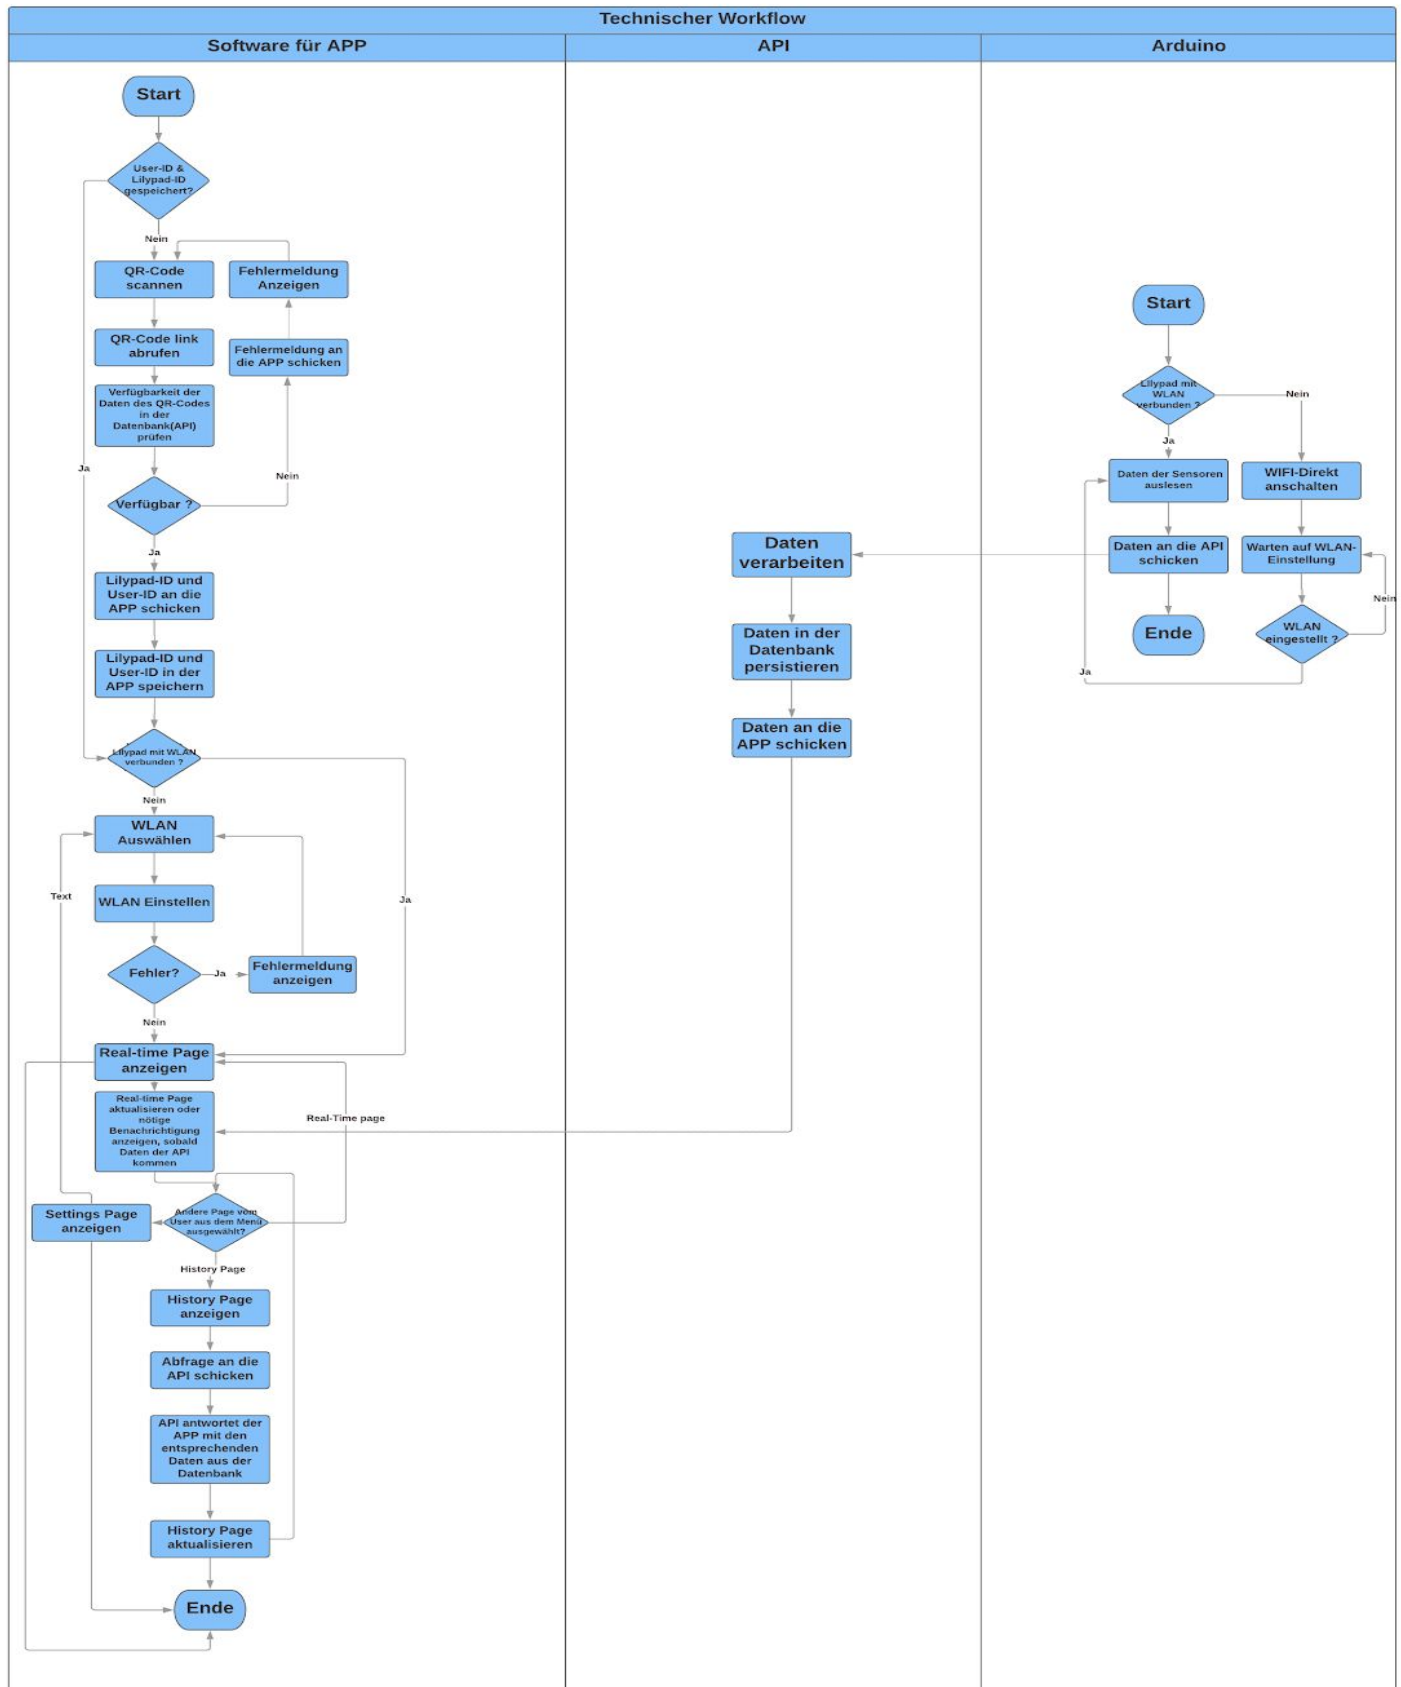 Technischer Workflow
Software für APP
API
Arduino
Start
User-ID &
Lilypad-ID
gespeichert?
Nein
QR-Code
scannen
Fehlermeldung
Anzeigen
QR-Code link
abrufen
Fehlermeldung an
die APP schicken
Verfügbarkeit der
Daten des QR-Codes
in der
Datenbank(API)
prüfen
Ja
Nein
Verfügbar ?
Ja
Lilypad-ID und
User-ID an die
APP schicken
Lilypad-ID und
User-ID in der
APP speichern
Lilypad mit WLAN
verbunden ?
Nein
WLAN
Auswählen
Text
WLAN Einstellen
Ja
Fehler?
Ja
Fehlermeldung
anzeigen
Nein
Real-time Page
anzeigen
Real-time Page
aktualisieren oder
nötige
Benachrichtigung
anzeigen, sobald
Daten der API
kommen
Real-Time page
Settings Page
anzeigen
Andere Page vom
User aus dem Menü
ausgewählt?
History Page
History Page
anzeigen
Abfrage an die
API schicken
API antwortet der
APP mit den
entsprechenden
Daten aus der
Datenbank
History Page
aktualisieren
Ende
Daten
verarbeiten
Daten in der
Datenbank
persistieren
Daten an die
APP schicken
Start
Lilypad mit
WLAN
verbunden ?
Nein
Ja
Daten der Sensoren
auslesen
WIFI-Direkt
anschalten
Daten an die API
schicken
Warten auf WLAN-
Einstellung
Nein
Ende
WLAN
eingestellt ?
Ja